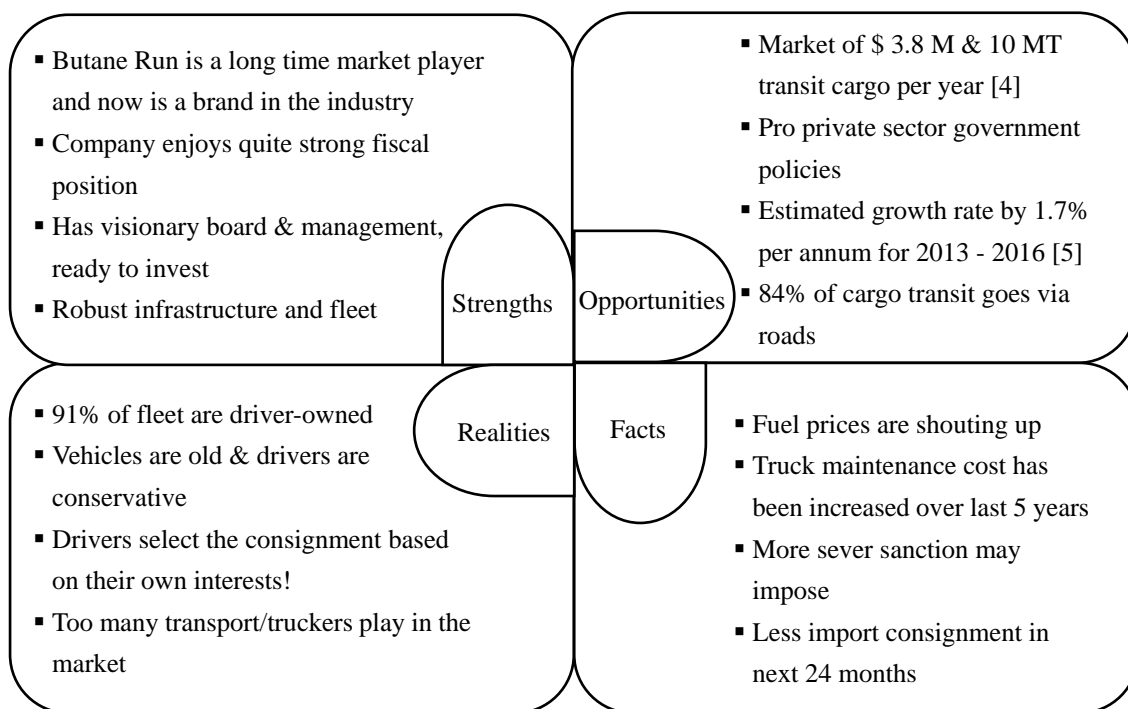 ▪ Butane Run is a long time market player
and now is a brand in the industry
▪ Company enjoys quite strong fiscal
position
▪ Has visionary board & management,
ready to invest
▪ Robust infrastructure and fleet
Strengths
▪ Market of $ 3.8 M & 10 MT
transit cargo per year [4]
▪ Pro private sector government
policies
▪ Estimated growth rate by 1.7%
per annum for 2013 - 2016 [5]
▪ 84% of cargo transit goes via
roads
Opportunities
▪ 91% of fleet are driver-owned
▪ Vehicles are old & drivers are
conservative
▪ Drivers select the consignment based
on their own interests!
▪ Too many transport/truckers play in the
market
Realities
Facts
▪ Fuel prices are shouting up
▪ Truck maintenance cost has
been increased over last 5 years
▪ More sever sanction may
impose
▪ Less import consignment in
next 24 months